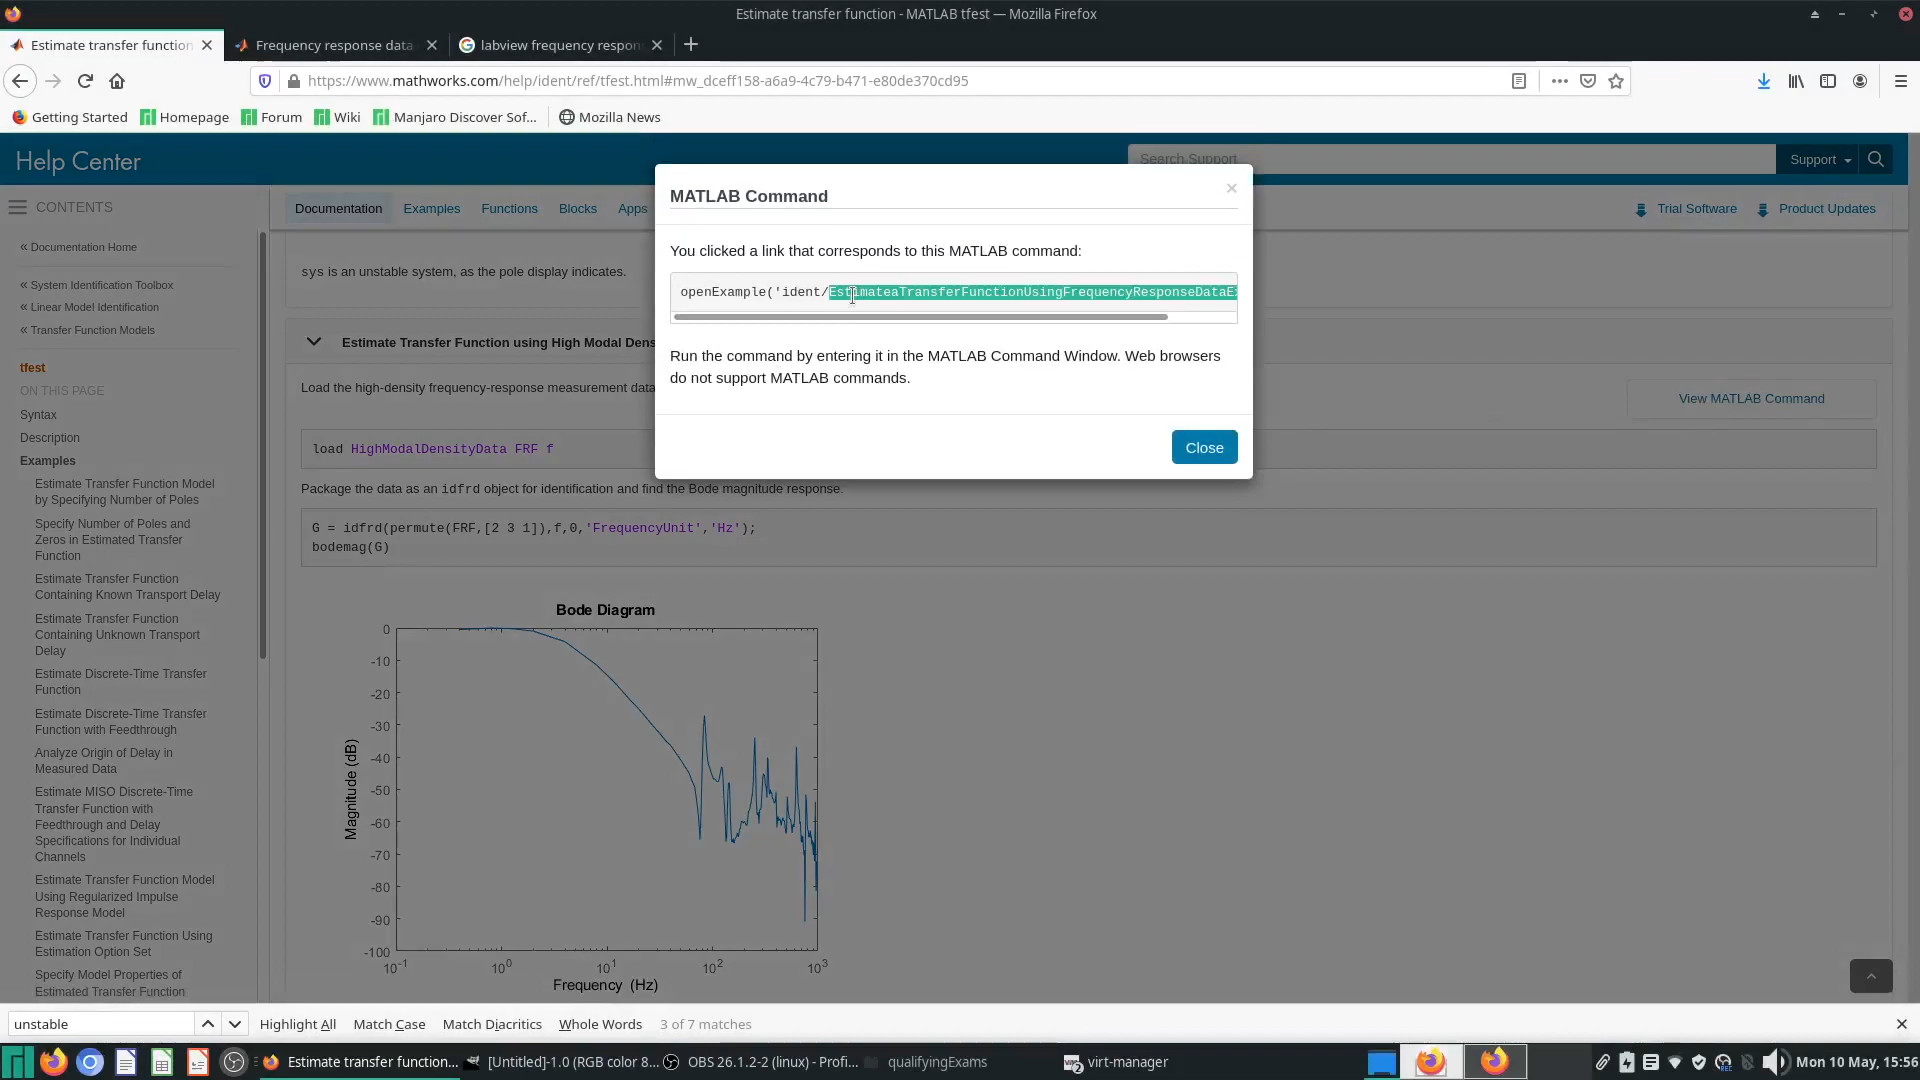 Estimate transfer function - MATLAB tfest — Mozilla Firefox
Estimate transfer function
Frequency response data
labview frequency respon
https://www.mathworks.com/help/ident/ref/tfest.html#mw_dceff158-a6a9-4c79-b471-e80de370cd95
Getting Started
Homepage
Forum
Wiki
Manjaro Discover Sof...
Mozilla News
Help Center
Search Support
Support
CONTENTS
Documentation
Examples
Functions
Blocks
Apps
Trial Software
Product Updates
« Documentation Home
« System Identification Toolbox
« Linear Model Identification
« Transfer Function Models
tfest
ON THIS PAGE
Syntax
Description
Examples
Estimate Transfer Function Model
by Specifying Number of Poles
Specify Number of Poles and
Zeros in Estimated Transfer
Function
Estimate Transfer Function
Containing Known Transport Delay
Estimate Transfer Function
Containing Unknown Transport
Delay
Estimate Discrete-Time Transfer
Function
Estimate Discrete-Time Transfer
Function with Feedthrough
Analyze Origin of Delay in
Measured Data
Estimate MISO Discrete-Time
Transfer Function with
Feedthrough and Delay
Specifications for Individual
Channels
Estimate Transfer Function Model
Using Regularized Impulse
Response Model
Estimate Transfer Function Using
Estimation Option Set
Specify Model Properties of
Estimated Transfer Function
sys is an unstable system, as the pole display indicates.
Estimate Transfer Function using High Modal Dens
Load the high-density frequency-response measurement data
View MATLAB Command
load HighModalDensityData FRF f
Package the data as an idfrd object for identification and find the Bode magnitude response.
G = idfrd(permute(FRF,[2 3 1]),f,0,'FrequencyUnit','Hz');
bodemag(G)
MATLAB Command
×
You clicked a link that corresponds to this MATLAB command:
openExample('ident/EstimateaTransferFunctionUsingFrequencyResponseDataEx
Run the command by entering it in the MATLAB Command Window. Web browsers
do not support MATLAB commands.
Close
Bode Diagram
0
-10
-20
-30
-40
-50
-60
-70
-80
-90
-100
Magnitude (dB)
10⁻¹
10⁰
10¹
10²
10³
Frequency (Hz)
unstable
Highlight All
Match Case
Match Diacritics
Whole Words
3 of 7 matches
Estimate transfer function...
[Untitled]-1.0 (RGB color 8...
OBS 26.1.2-2 (linux) - Profi...
qualifyingExams
2
virt-manager
Mon 10 May, 15:56